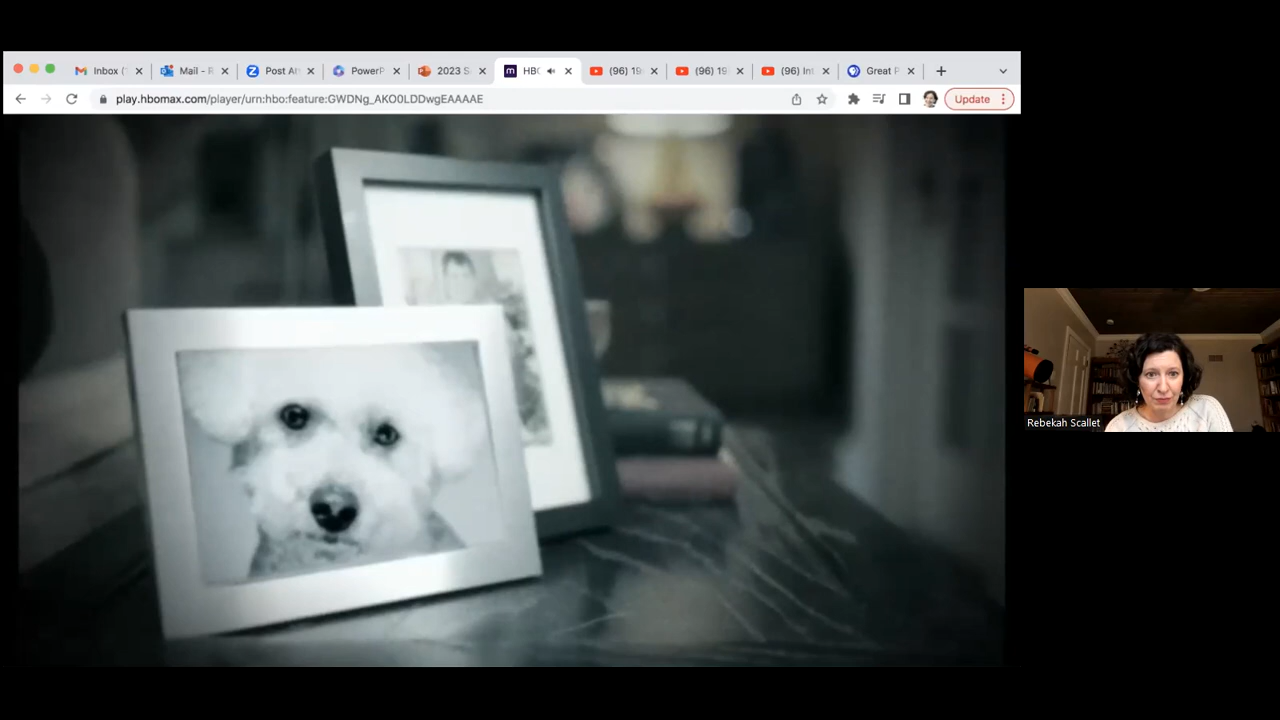 Inbox (
Mail - R
Post At
PowerP
2023 S
HBO
(96) 19
(96) 19
(96) Int
Great P
play.hbomax.com/player/urn:hbo:feature:GWDNg_AKO0LDDwgEAAAAE
Update
Rebekah Scallet